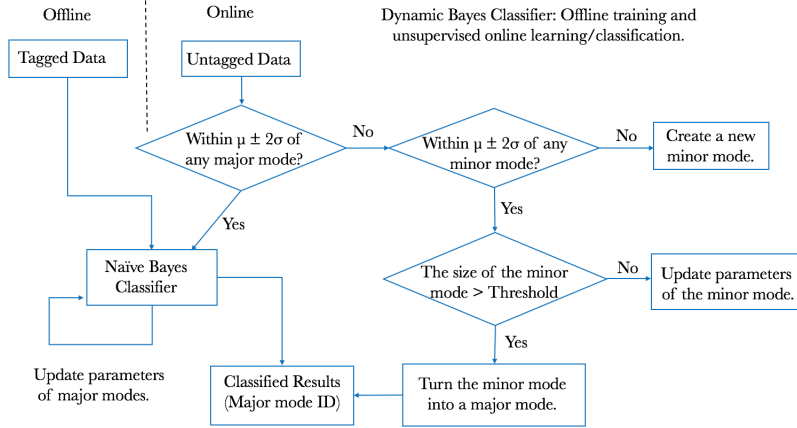 Offline
Online
Dynamic Bayes Classifier: Offline training and
unsupervised online learning/classification.
Tagged Data
Untagged Data
Within μ ± 2σ of
any major mode?
No
Within μ ± 2σ of any
minor mode?
No
Create a new
minor mode.
Yes
Yes
Naïve Bayes
Classifier
The size of the minor
mode > Threshold
No
Update parameters
of the minor mode.
Yes
Update parameters
of major modes.
Classified Results
(Major mode ID)
Turn the minor mode
into a major mode.